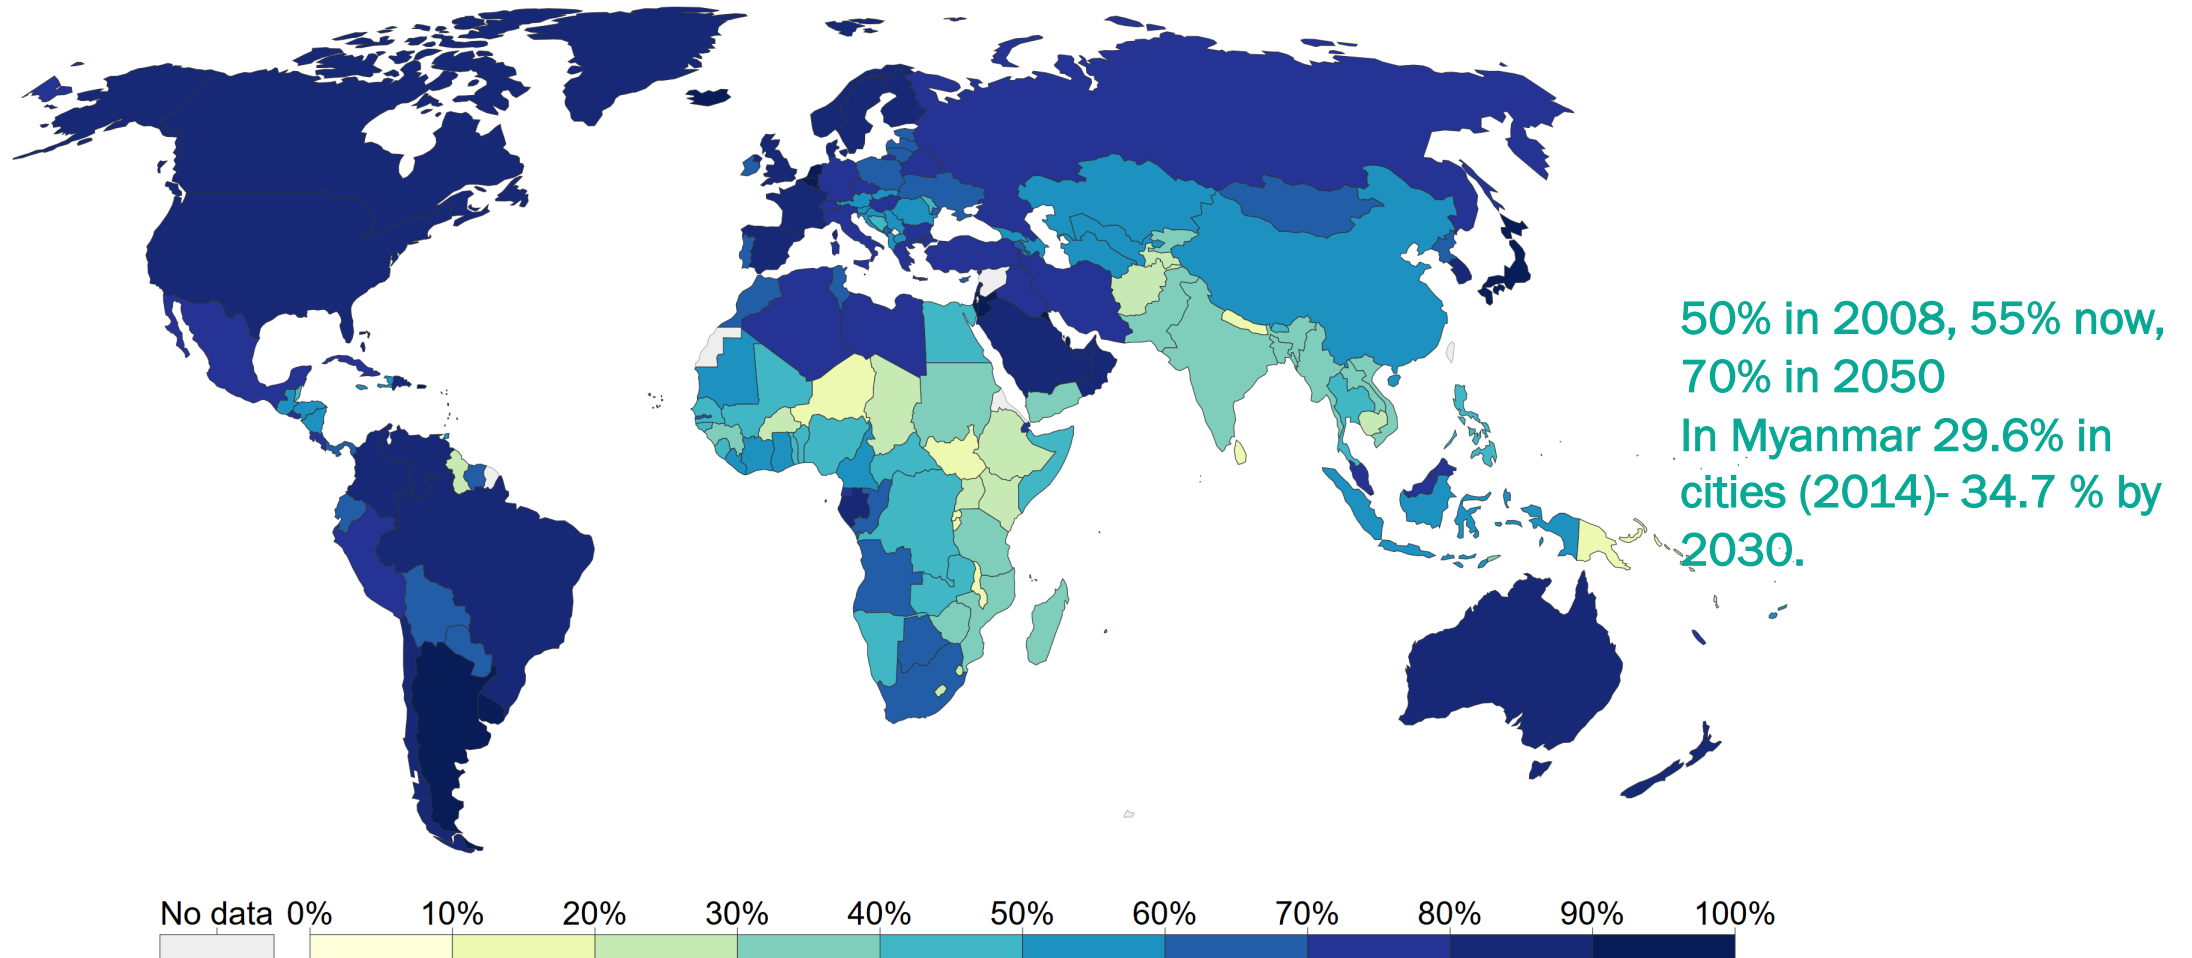 50% in 2008, 55% now,
70% in 2050
In Myanmar 29.6% in
cities (2014)- 34.7 % by
2030.
No data 0% 10% 20% 30% 40% 50% 60% 70% 80% 90% 100%